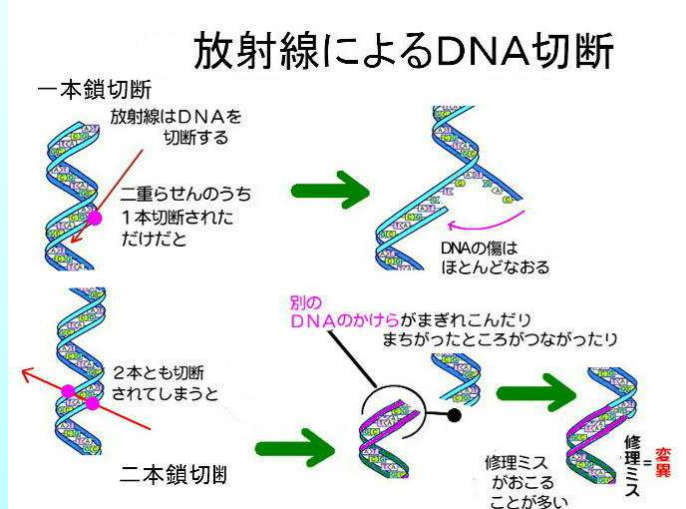 放射線によるDNA切断
一本鎖切断
放射線はDNAを
切断する
二重らせんのうち
1本切断された
だけだと
DNAの傷は
ほとんどなおる
2本とも切断
されてしまうと
二本鎖切断
別の
DNAのかけらがまぎれこんだり
まちがったところがつながったり
修理ミス
がおこる
ことが多い
修理ミス
=
変異